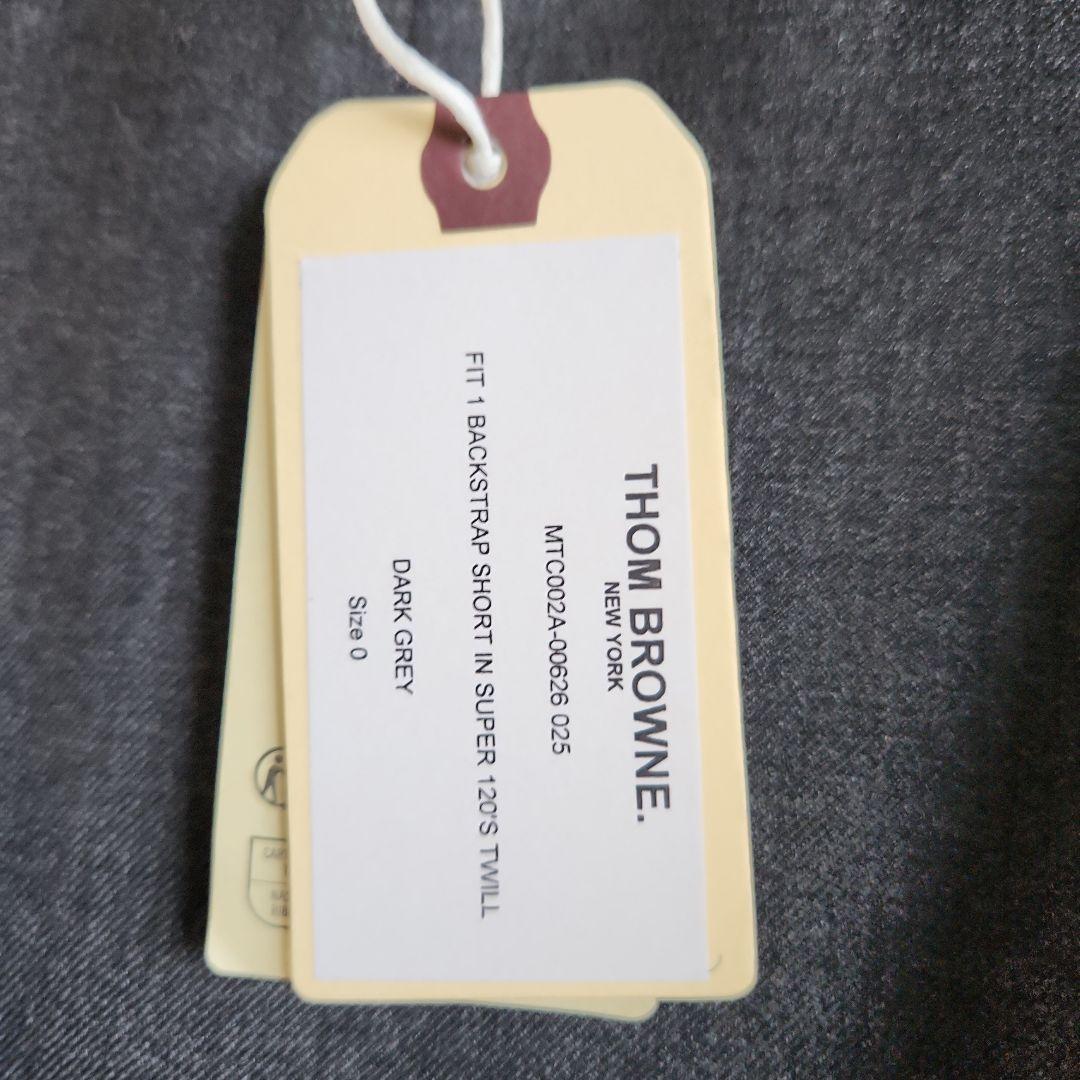 THOM BROWNE.
NEW YORK
MTC002A-00626 025
FIT 1 BACKSTRAP SHORT IN SUPER 120'S TWILL
DARK GREY
Size 0